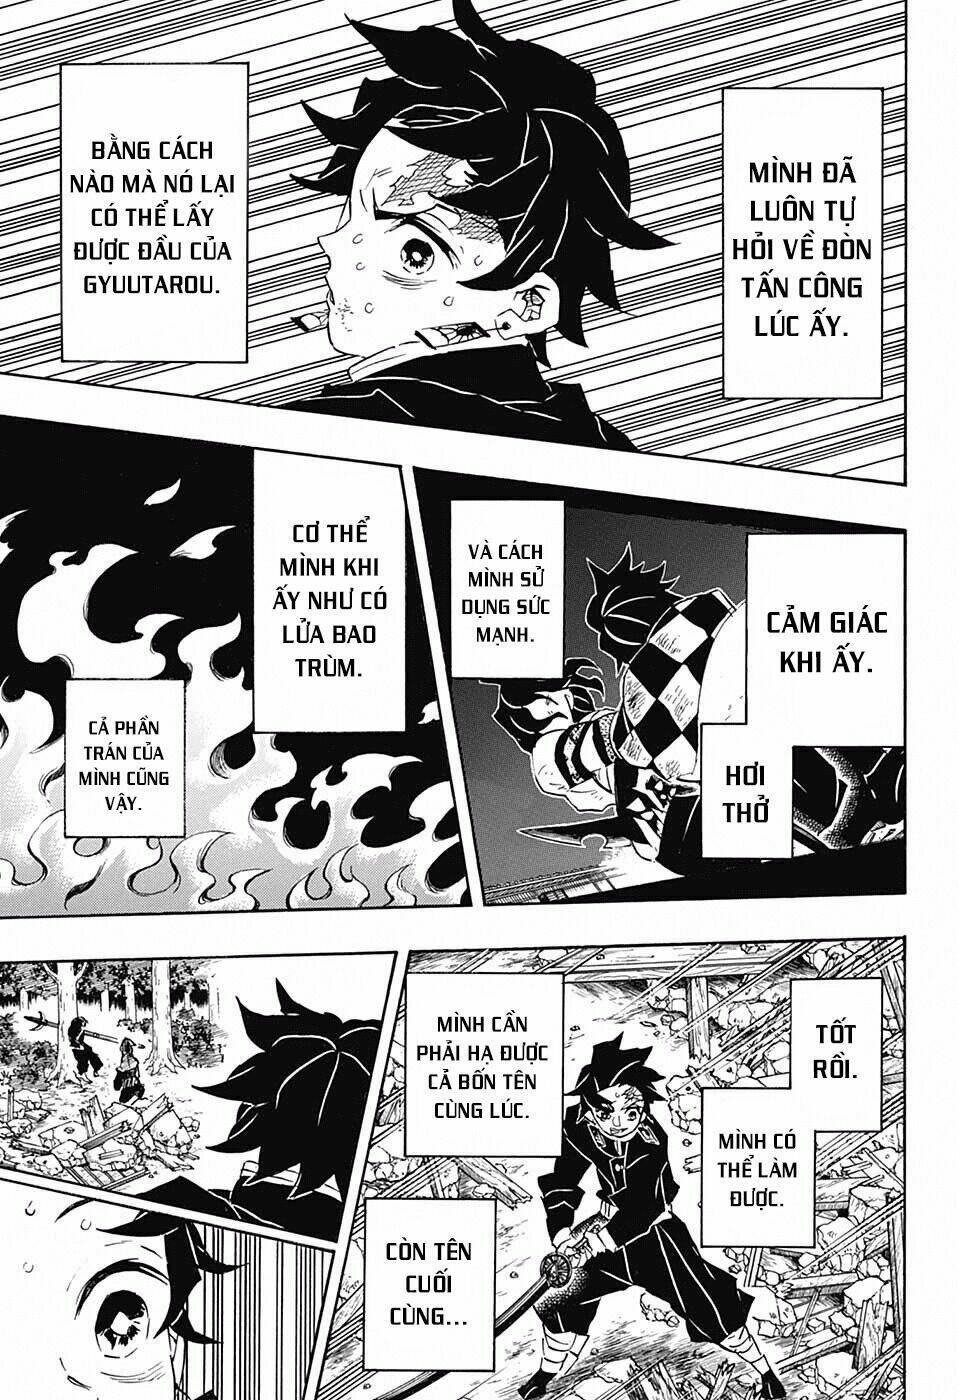 MÌNH ĐÃ
LUÔN TỰ
HỎI VỀ ĐÒN
TẤN CÔNG
LÚC ẤY.
BẰNG CÁCH
NÀO MÀ NÓ LẠI
CÓ THỂ LẤY
ĐƯỢC ĐẦU CỦA
GYUUTAROU.
CẢM GIÁC
KHI ẤY.
HƠI
THỞ
VÀ CÁCH
MÌNH SỬ
DỤNG SỨC
MẠNH.
CƠ THỂ
MÌNH KHI
ẤY NHƯ CÓ
LỬA BAO
TRÙM.
CẢ PHẦN
TRÁN CỦA
MÌNH CŨNG
VẬY.
TỐT
RỒI.
MÌNH CÓ
THỂ LÀM
ĐƯỢC.
MÌNH CẦN
PHẢI HẠ ĐƯỢC
CẢ BỐN TÊN
CÙNG LÚC.
CÒN TÊN
CUỐI
CÙNG...